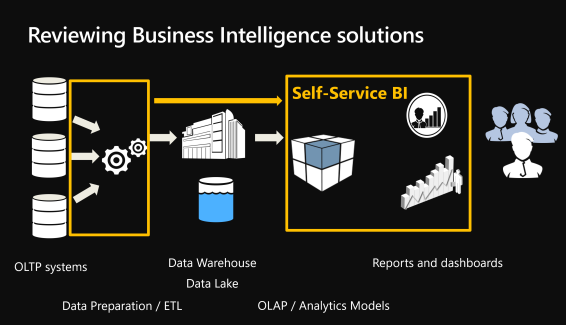 Reviewing Business Intelligence solutions
Self-Service BI
OLTP systems
Data Warehouse
Data Lake
Reports and dashboards
Data Preparation / ETL
OLAP / Analytics Models